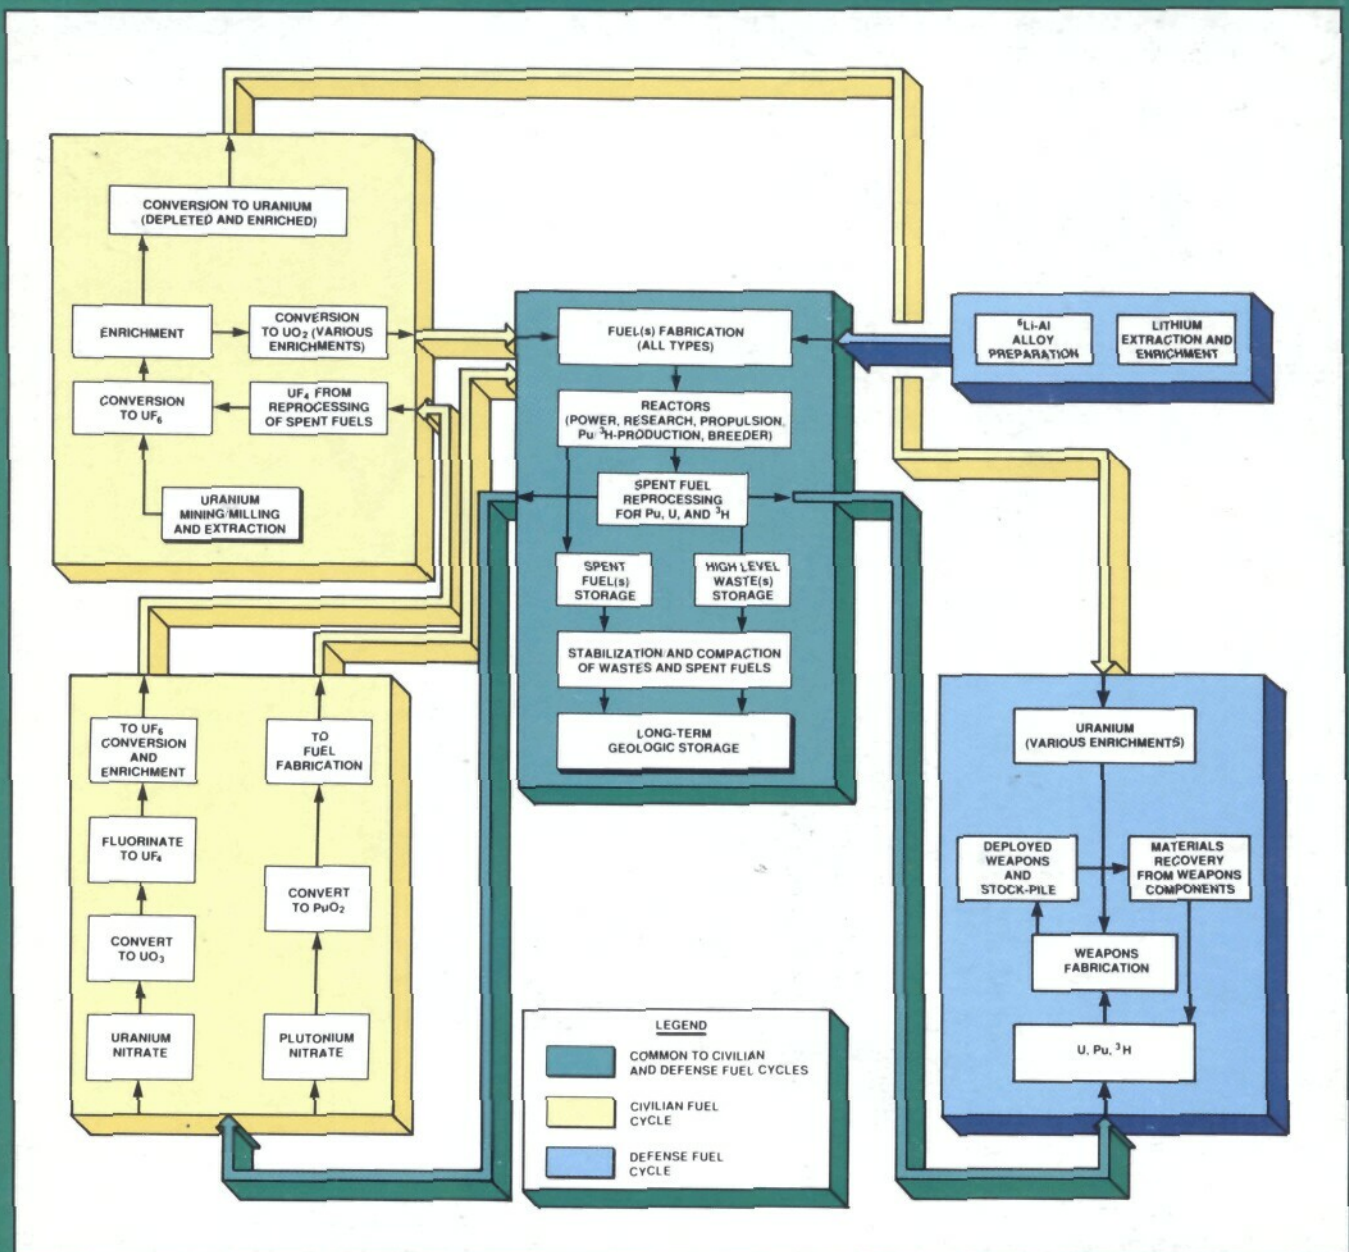 CONVERSION TO URANIUM
(DEPLETED AND ENRICHED)
ENRICHMENT
CONVERSION
TO UO₂ (VARIOUS
ENRICHMENTS)
CONVERSION
TO UF₆
UF₄ FROM
REPROCESSING
OF SPENT FUELS
URANIUM
MINING/MILLING
AND EXTRACTION
FUEL(S) FABRICATION
(ALL TYPES)
REACTORS
(POWER, RESEARCH, PROPULSION,
Pu/³H-PRODUCTION, BREEDER)
SPENT FUEL
REPROCESSING
FOR Pu, U, AND ³H
SPENT
FUEL(s)
STORAGE
HIGH LEVEL
WASTE(s)
STORAGE
STABILIZATION AND COMPACTION
OF WASTES AND SPENT FUELS
LONG-TERM
GEOLOGIC STORAGE
⁶Li-Al
ALLOY
PREPARATION
LITHIUM
EXTRACTION AND
ENRICHMENT
TO UF₆
CONVERSION
AND
ENRICHMENT
FLUORINATE
TO UF₄
CONVERT
TO UO₃
URANIUM
NITRATE
TO
FUEL
FABRICATION
CONVERT
TO PuO₂
PLUTONIUM
NITRATE
URANIUM
(VARIOUS ENRICHMENTS)
DEPLOYED
WEAPONS
AND
STOCK-PILE
MATERIALS
RECOVERY
FROM WEAPONS
COMPONENTS
WEAPONS
FABRICATION
U, Pu, ³H
LEGEND
COMMON TO CIVILIAN
AND DEFENSE FUEL CYCLES
CIVILIAN FUEL
CYCLE
DEFENSE FUEL
CYCLE